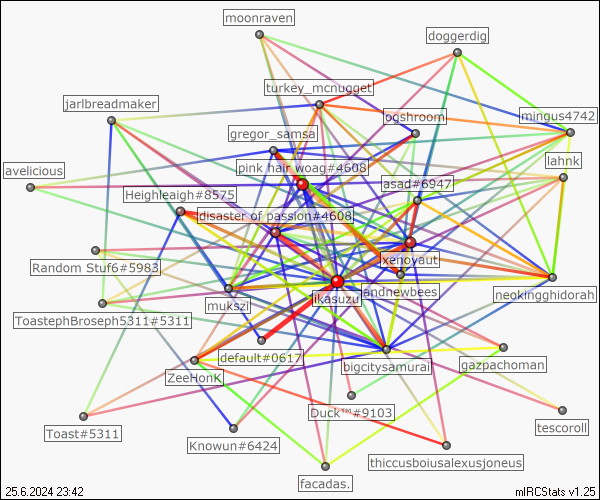 moonraven
doggerdig
turkey_mcnugget
jarlbreadmaker
ogshroom
mingus4742
gregor_samsa
pink hair woag#4608
lahnk
avelicious
asad#6947
Heighleaigh#8575
disaster of passion#4608
xenoyaut
Random Stuf6#5983
mukszi
ikasuzu
andnewbees
neokingghidorah
ToastephBroseph5311#5311
default#0617
bigcitysamurai
gazpachoman
ZeeHonK
Duck™#9103
tescoroll
Toast#5311
Knowun#6424
thiccusboiusalexusjoneus
facadas.
25.6.2024 23:42
mIRCStats v1.25